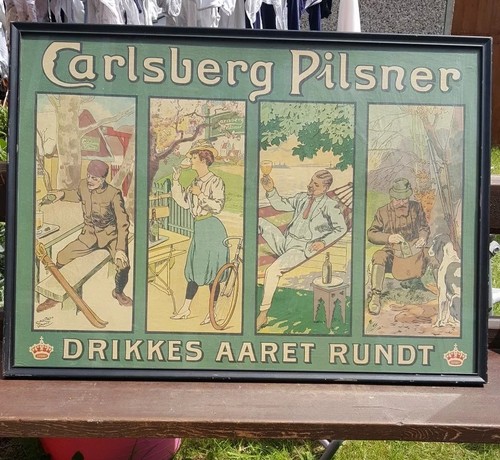 Carlsberg Pilsner
DRIKKES AARET RUNDT